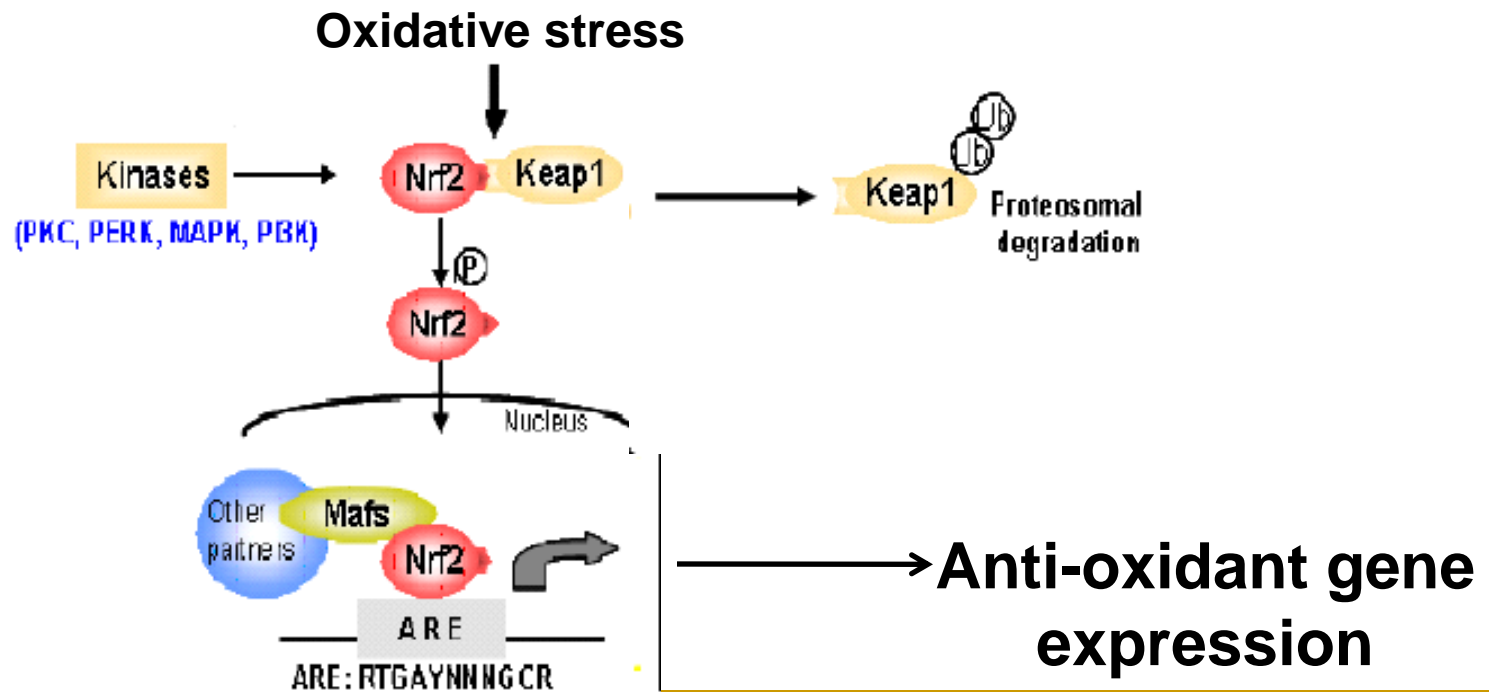 Oxidative stress
Kinases
(PKC, PERK, MAPK, PI3K)
Nrf2
Keap1
Ub
Ub
Keap1
Proteosomal
degradation
P
Nrf2
Nucleus
Other
partners
Mafs
Nrf2
ARE
ARE: RTGAYNNNGCR
Anti-oxidant gene
expression